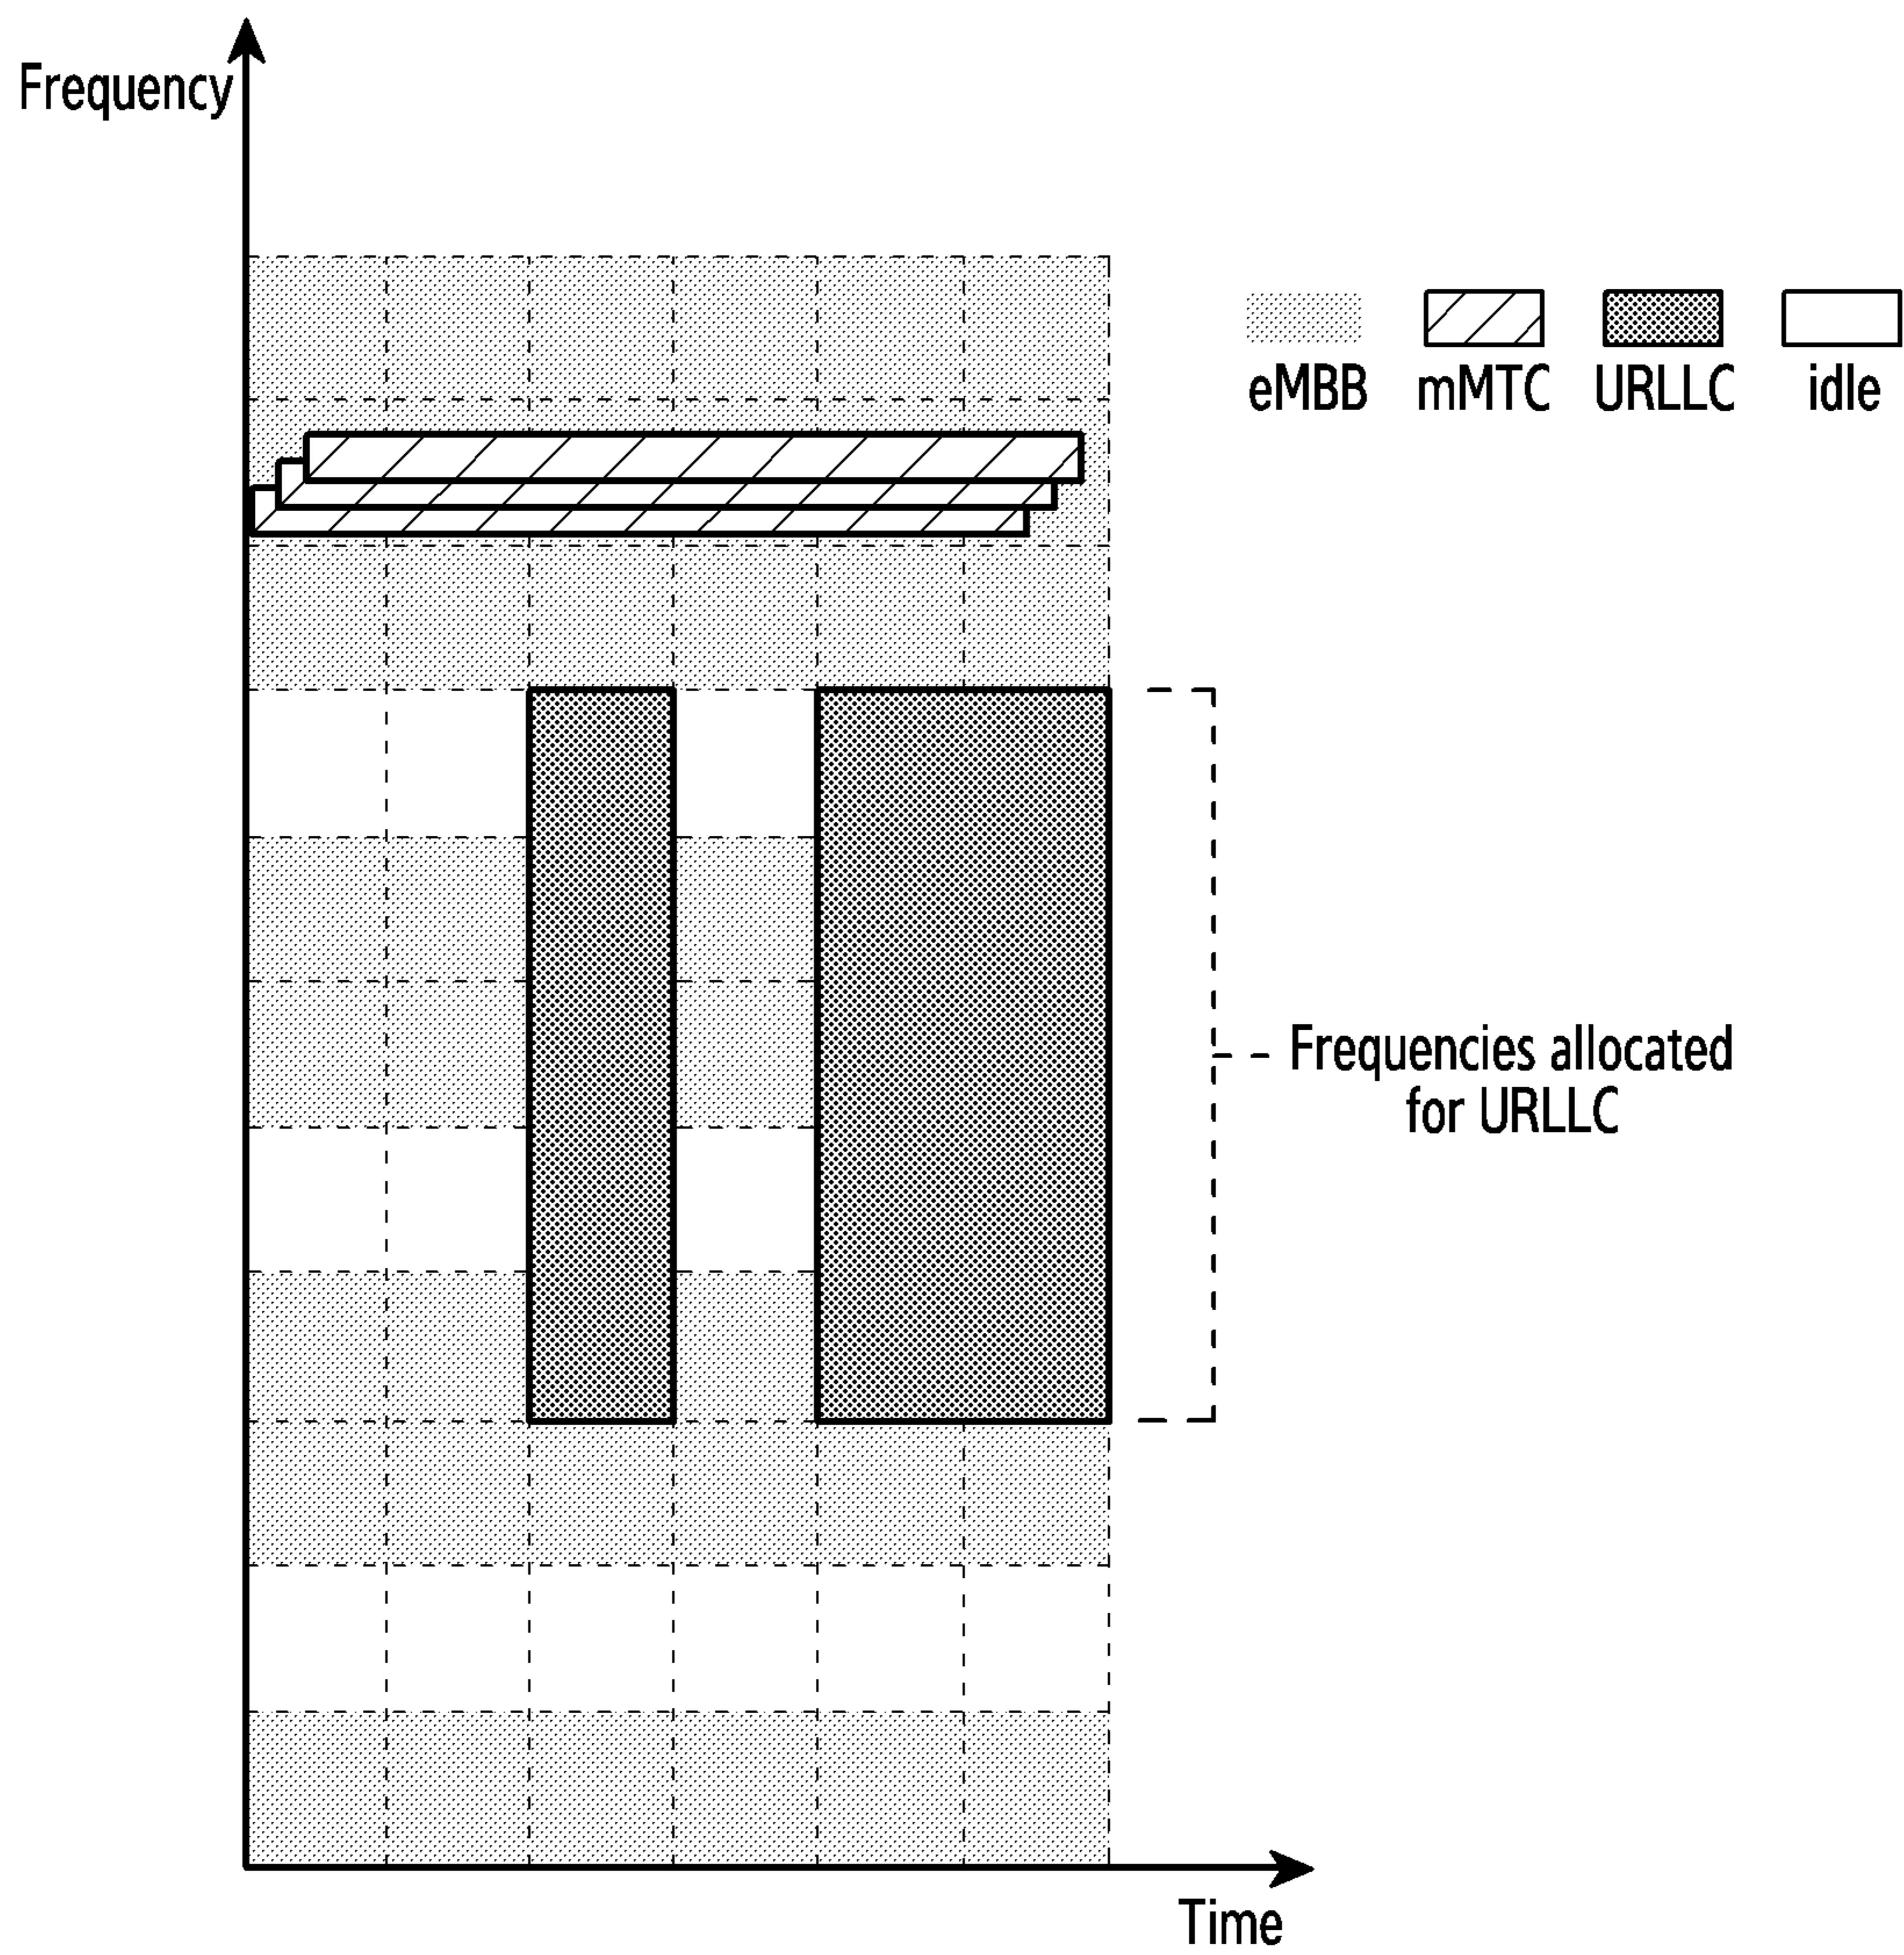 Frequency
eMBB
mMTC
URLLC
idle
Frequencies allocated
for URLLC
Time